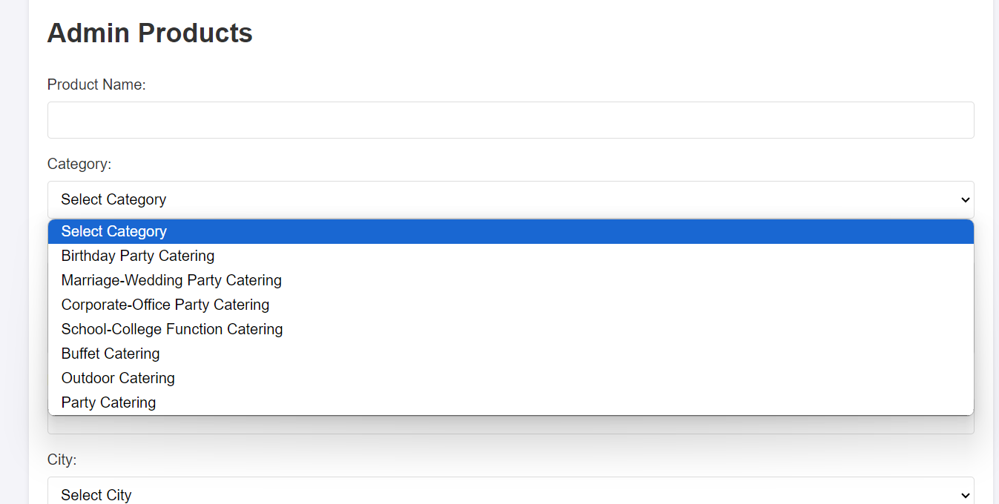 Admin Products
Product Name:
Category:
Select Category
Select Category
Birthday Party Catering
Marriage-Wedding Party Catering
Corporate-Office Party Catering
School-College Function Catering
Buffet Catering
Outdoor Catering
Party Catering
City:
Select City